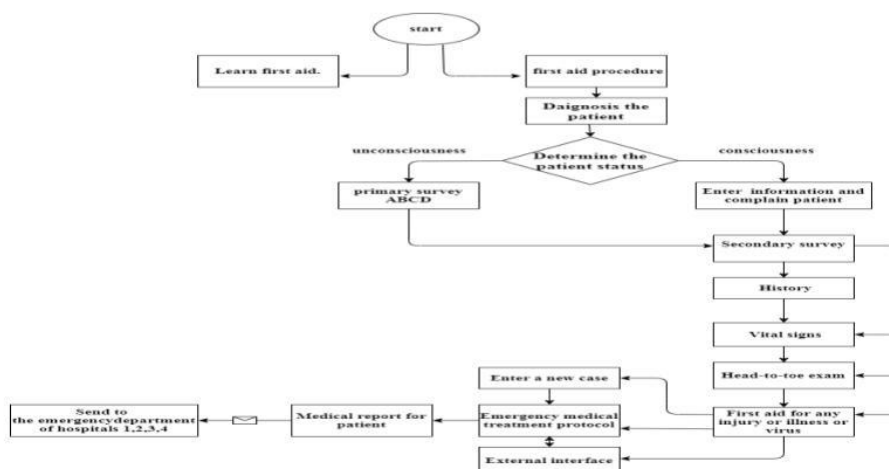 start
Learn first aid.
first aid procedure
Daignosis the
patient
unconsciousness
consciousness
Determine the
patient status
primary survey
ABCD
Enter information and
complain patient
Secondary survey
History
Vital signs
Head-to-toe exam
Enter a new case
First aid for any
injury or illness or
virus
Emergency medical
treatment protocol
Medical report for
patient
Send to
the emergencydepartment
of hospitals 1,2,3,4
External interface